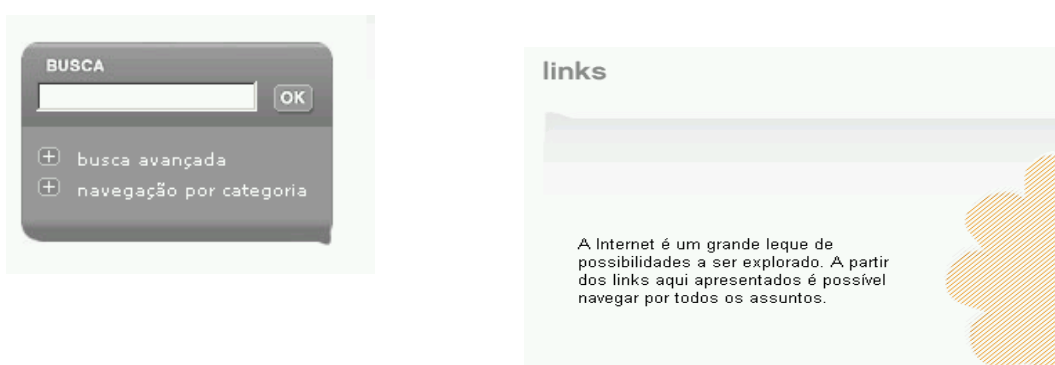 BUSCA
OK
busca avançada
navegação por categoria
links
A Internet é um grande leque de
possibilidades a ser explorado. A partir
dos links aqui apresentados é possível
navegar por todos os assuntos.